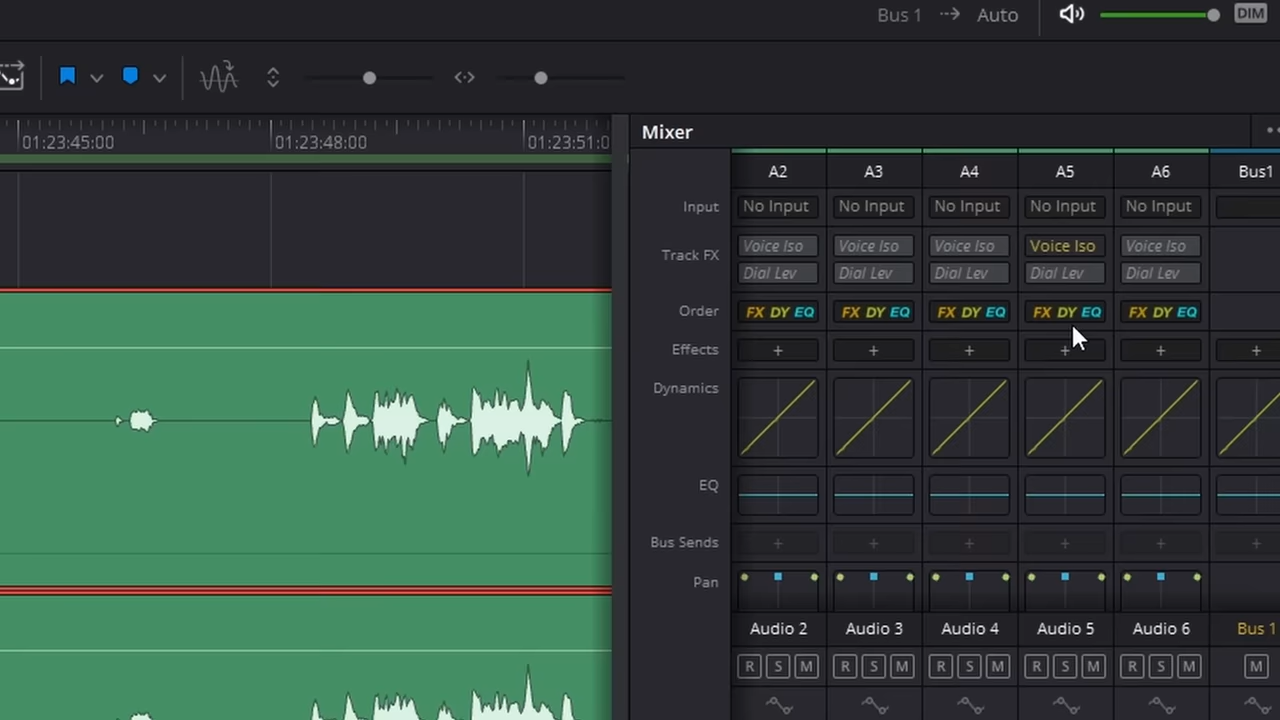 Bus 1 Auto DIM
01:23:45:00 01:23:48:00 01:23:51:0
Mixer
A2 A3 A4 A5 A6 Bus1
Input No Input No Input No Input No Input No Input
Track FX Voice Iso Voice Iso Voice Iso Voice Iso Voice Iso
Dial Lev Dial Lev Dial Lev Dial Lev Dial Lev
Order FX DY EQ FX DY EQ FX DY EQ FX DY EQ FX DY EQ
Effects + + + + + +
Dynamics
EQ
Bus Sends + + + + + +
Pan
Audio 2 Audio 3 Audio 4 Audio 5 Audio 6 Bus 1
R S M R S M R S M R S M R S M M